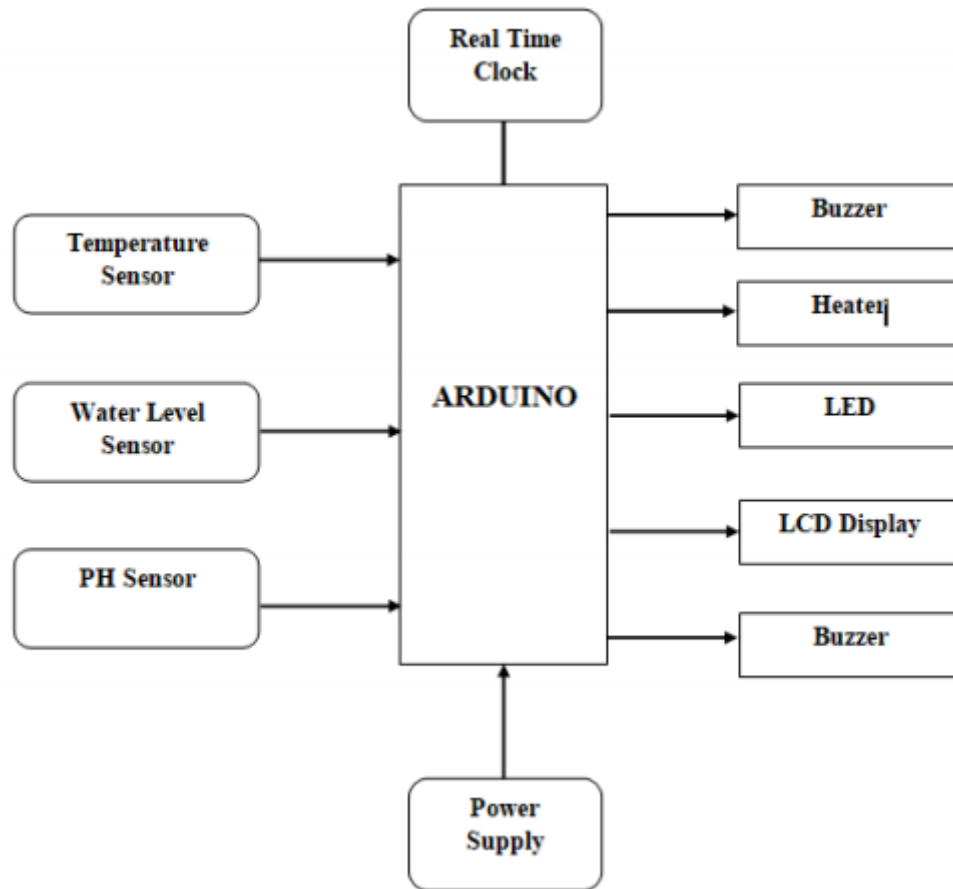 Real Time
Clock
Temperature
Sensor
Water Level
Sensor
PH Sensor
ARDUINO
Buzzer
Heater
LED
LCD Display
Buzzer
Power
Supply